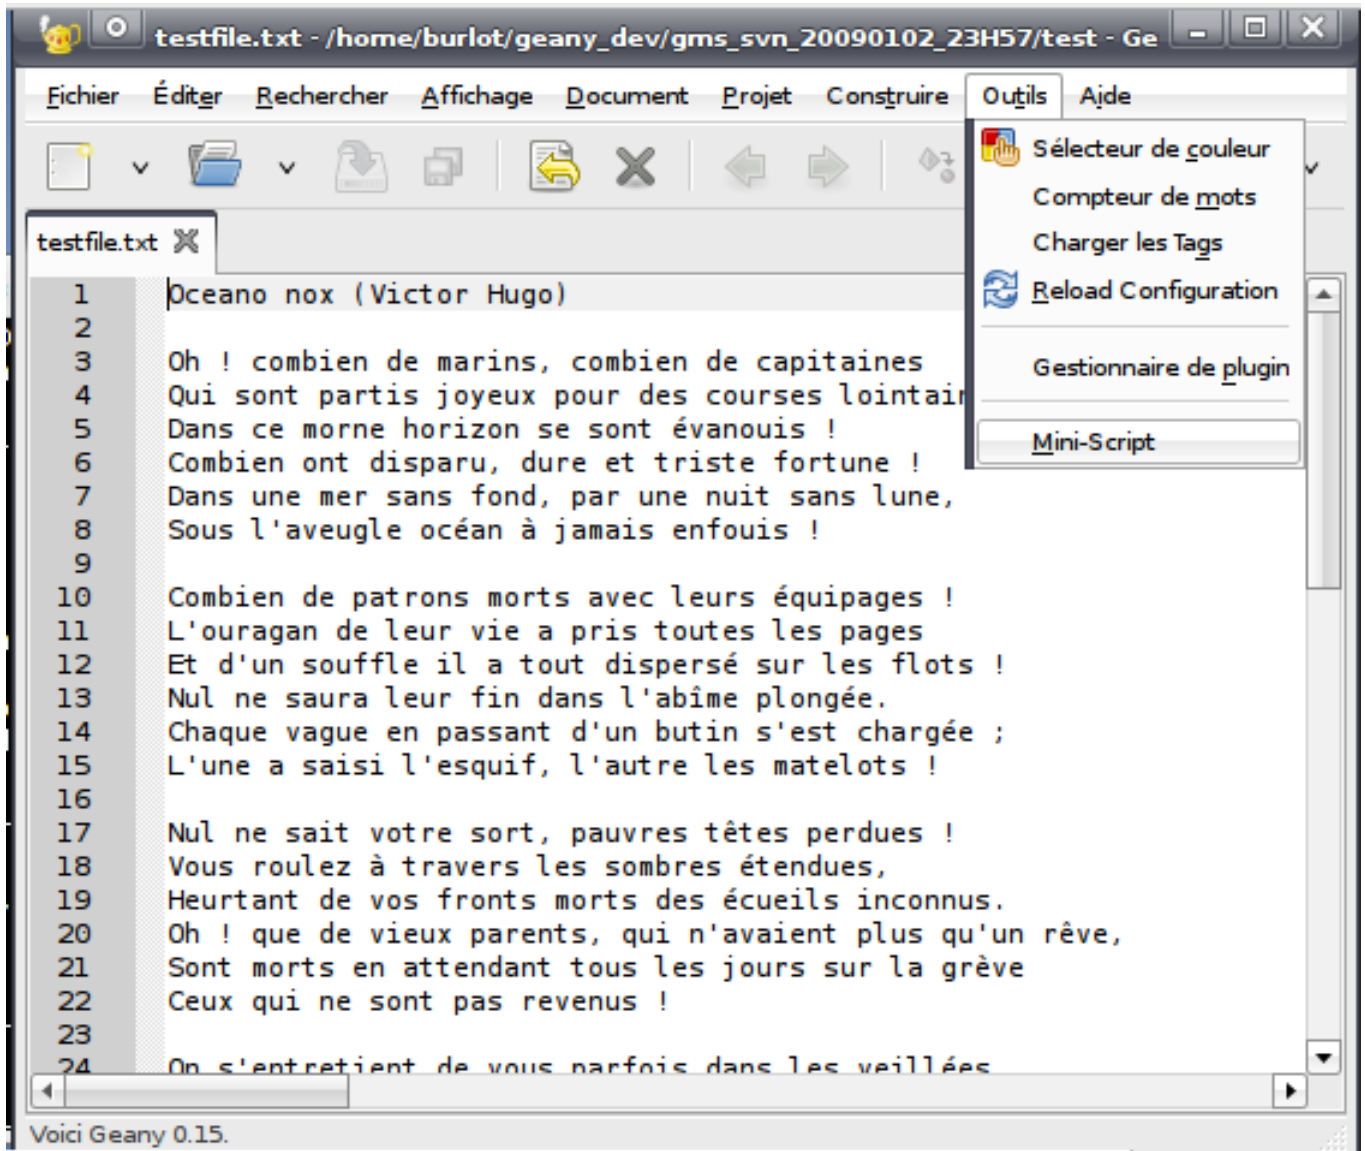 testfile.txt - /home/burlot/geany_dev/gms_svn_20090102_23H57/test - Ge
Fichier Éditer Rechercher Affichage Document Projet Construire Outils Aide
Sélecteur de couleur
Compteur de mots
Charger les Tags
Reload Configuration
Gestionnaire de plugin
Mini-Script
testfile.txt
1 Oceano nox (Victor Hugo)
2
3 Oh ! combien de marins, combien de capitaines
4 Qui sont partis joyeux pour des courses lointain
5 Dans ce morne horizon se sont évanouis !
6 Combien ont disparu, dure et triste fortune !
7 Dans une mer sans fond, par une nuit sans lune,
8 Sous l'aveugle océan à jamais enfouis !
9
10 Combien de patrons morts avec leurs équipages !
11 L'ouragan de leur vie a pris toutes les pages
12 Et d'un souffle il a tout dispersé sur les flots !
13 Nul ne saura leur fin dans l'abîme plongée.
14 Chaque vague en passant d'un butin s'est chargée ;
15 L'une a saisi l'esquif, l'autre les matelots !
16
17 Nul ne sait votre sort, pauvres têtes perdues !
18 Vous roulez à travers les sombres étendues,
19 Heurtant de vos fronts morts des écueils inconnus.
20 Oh ! que de vieux parents, qui n'avaient plus qu'un rêve,
21 Sont morts en attendant tous les jours sur la grève
22 Ceux qui ne sont pas revenus !
23
24 On s'entretient de vous parfois dans les veillées
Voici Geany 0.15.